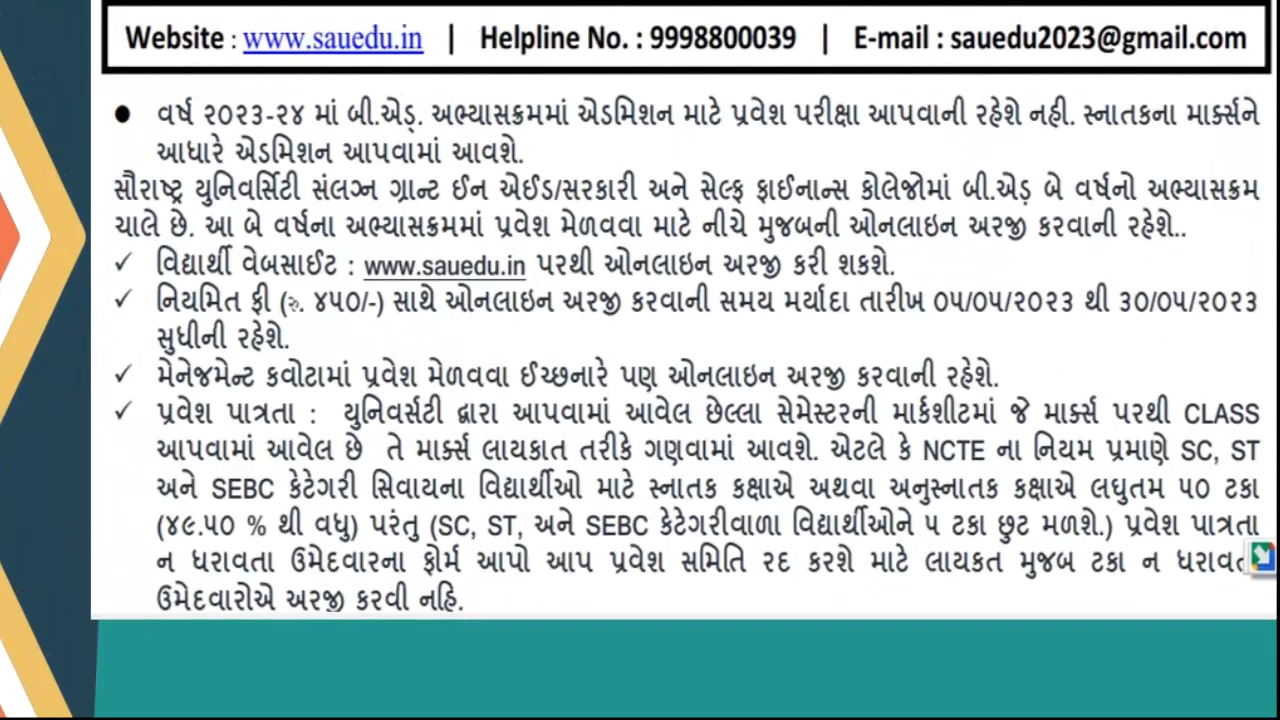 Website : www.sauedu.in | Helpline No. : 9998800039 | E-mail : sauedu2023@gmail.com
● વર્ષ ૨૦૨૩-૨૪ માં બી.એડ્. અભ્યાસક્રમમાં એડમિશન માટે પ્રવેશ પરીક્ષા આપવાની રહેશે નહી. સ્નાતકના માર્ક્સને
આધારે એડમિશન આપવામાં આવશે.
સૌરાષ્ટ્ર યુનિવર્સિટી સંલગ્ન ગ્રાન્ટ ઈન એઈડ/સરકારી અને સેલ્ફ ફાઈનાન્સ કોલેજોમાં બી.એડ્ બે વર્ષનો અભ્યાસક્રમ
ચાલે છે. આ બે વર્ષના અભ્યાસક્રમમાં પ્રવેશ મેળવવા માટે નીચે મુજબની ઓનલાઇન અરજી કરવાની રહેશે..
✓ વિદ્યાર્થી વેબસાઈટ : www.sauedu.in પરથી ઓનલાઇન અરજી કરી શકશે.
✓ નિયમિત ફી (રુ. ૪૫૦/-) સાથે ઓનલાઇન અરજી કરવાની સમય મર્યાદા તારીખ ૦૫/૦૫/૨૦૨૩ થી ૩૦/૦૫/૨૦૨૩
સુધીની રહેશે.
✓ મેનેજમેન્ટ કવોટામાં પ્રવેશ મેળવવા ઈચ્છનારે પણ ઓનલાઇન અરજી કરવાની રહેશે.
✓ પ્રવેશ પાત્રતા : યુનિવર્સટી દ્વારા આપવામાં આવેલ છેલ્લા સેમેસ્ટરની માર્કશીટમાં જે માર્ક્સ પરથી CLASS
આપવામાં આવેલ છે તે માર્ક્સ લાયકાત તરીકે ગણવામાં આવશે. એટલે કે NCTE ના નિયમ પ્રમાણે SC, ST
અને SEBC કેટેગરી સિવાયના વિદ્યાર્થીઓ માટે સ્નાતક કક્ષાએ અથવા અનુસ્નાતક કક્ષાએ લઘુતમ ૫૦ ટકા
(૪૯.૫૦ % થી વધુ) પરંતુ (SC, ST, અને SEBC કેટેગરીવાળા વિદ્યાર્થીઓને ૫ ટકા છુટ મળશે.) પ્રવેશ પાત્રતા
ન ધરાવતા ઉમેદવારના ફોર્મ આપો આપ પ્રવેશ સમિતિ રદ કરશે માટે લાયકત મુજબ ટકા ન ધરાવતા
ઉમેદવારોએ અરજી કરવી નહિ.